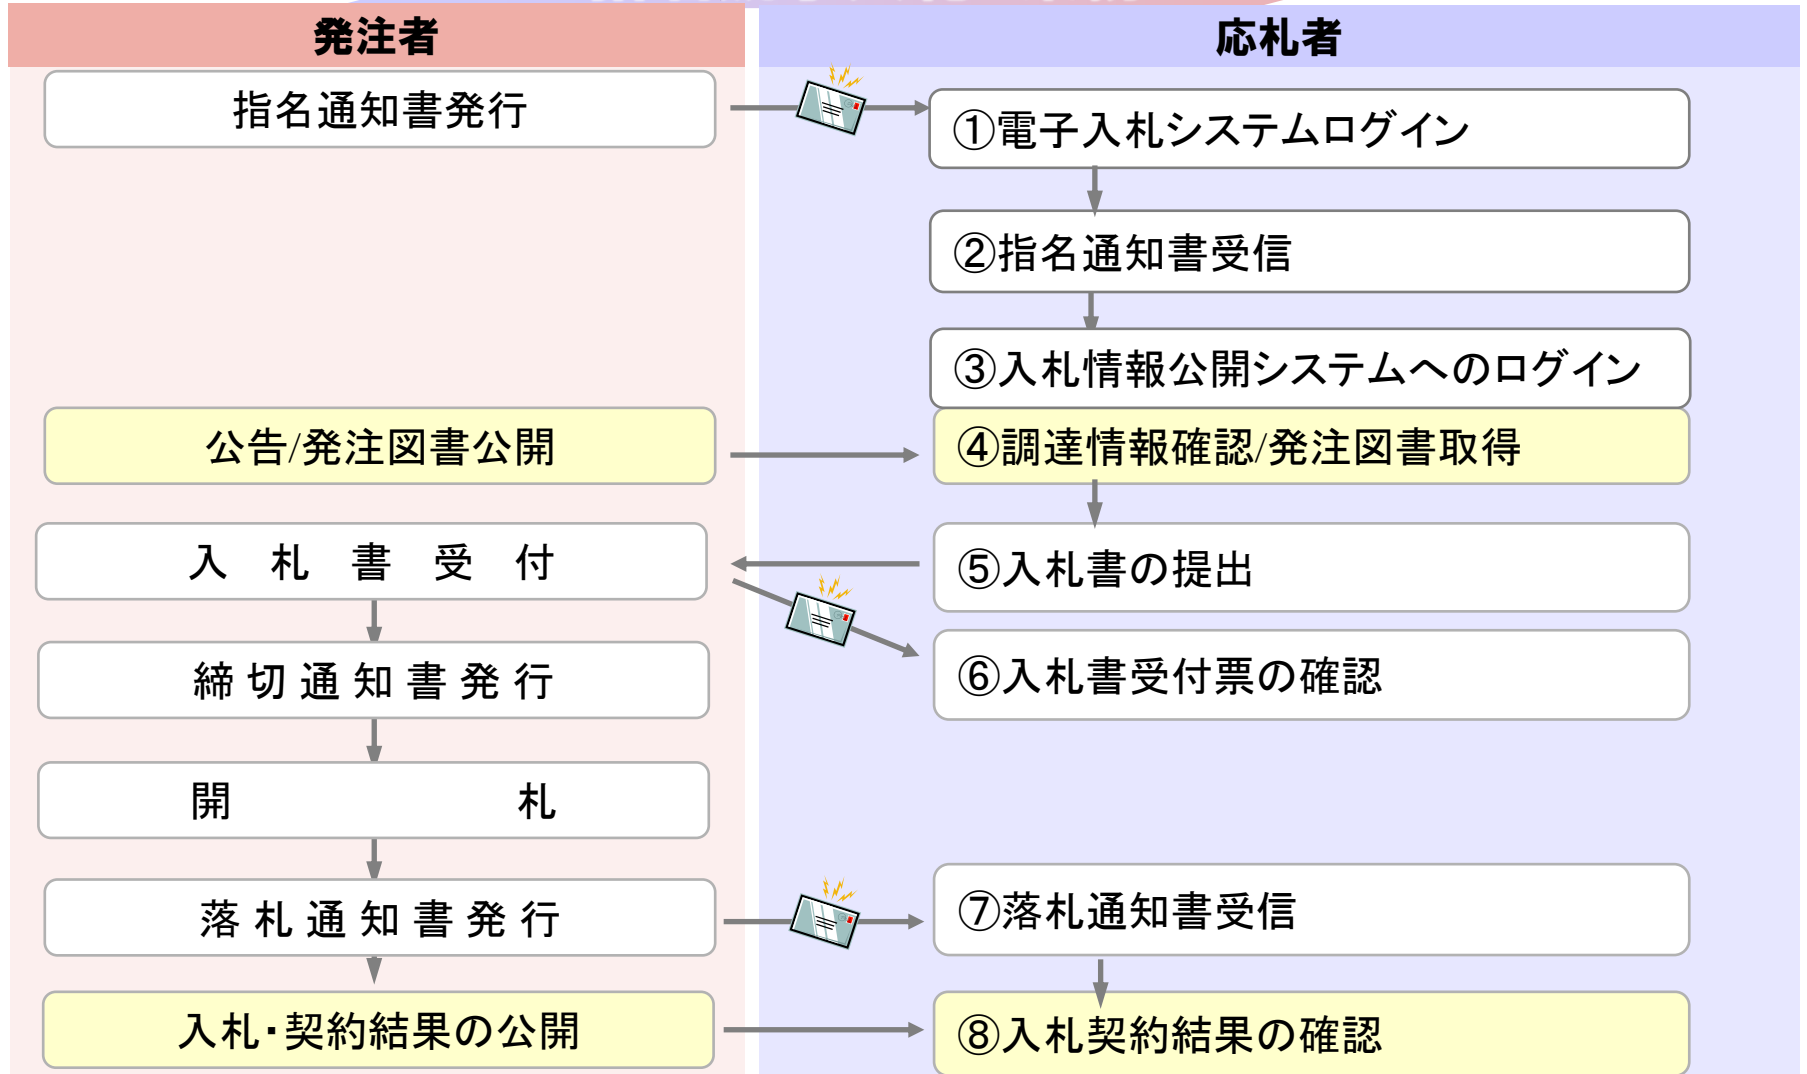 発注者
応札者
指名通知書発行
①電子入札システムログイン
②指名通知書受信
③入札情報公開システムへのログイン
公告/発注図書公開
④調達情報確認/発注図書取得
入　札　書　受　付
⑤入札書の提出
締 切 通 知 書 発 行
⑥入札書受付票の確認
開　　　　　　　札
落 札 通 知 書 発 行
⑦落札通知書受信
入札・契約結果の公開
⑧入札契約結果の確認